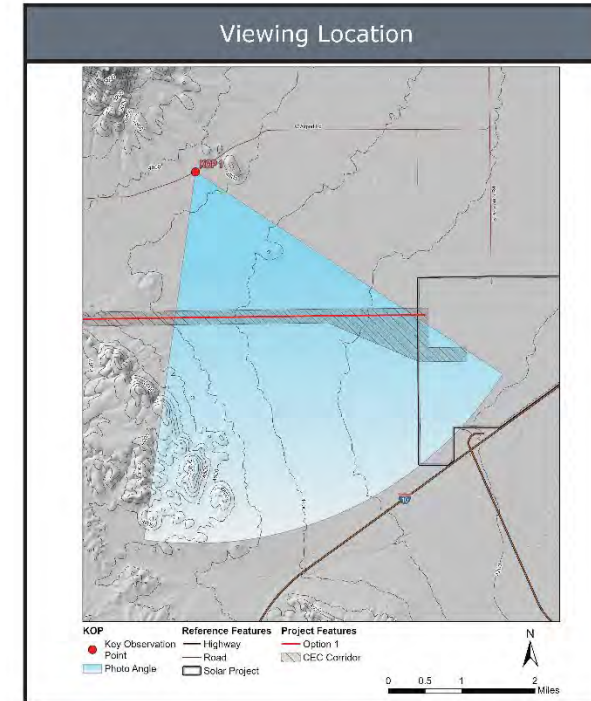 Viewing Location
KOP 1
10
KOP
Key Observation
Point
Photo Angle
Reference Features
Highway
Road
Solar Project
Project Features
Option 1
CEC Corridor
N
0 0.5 1 2
Miles